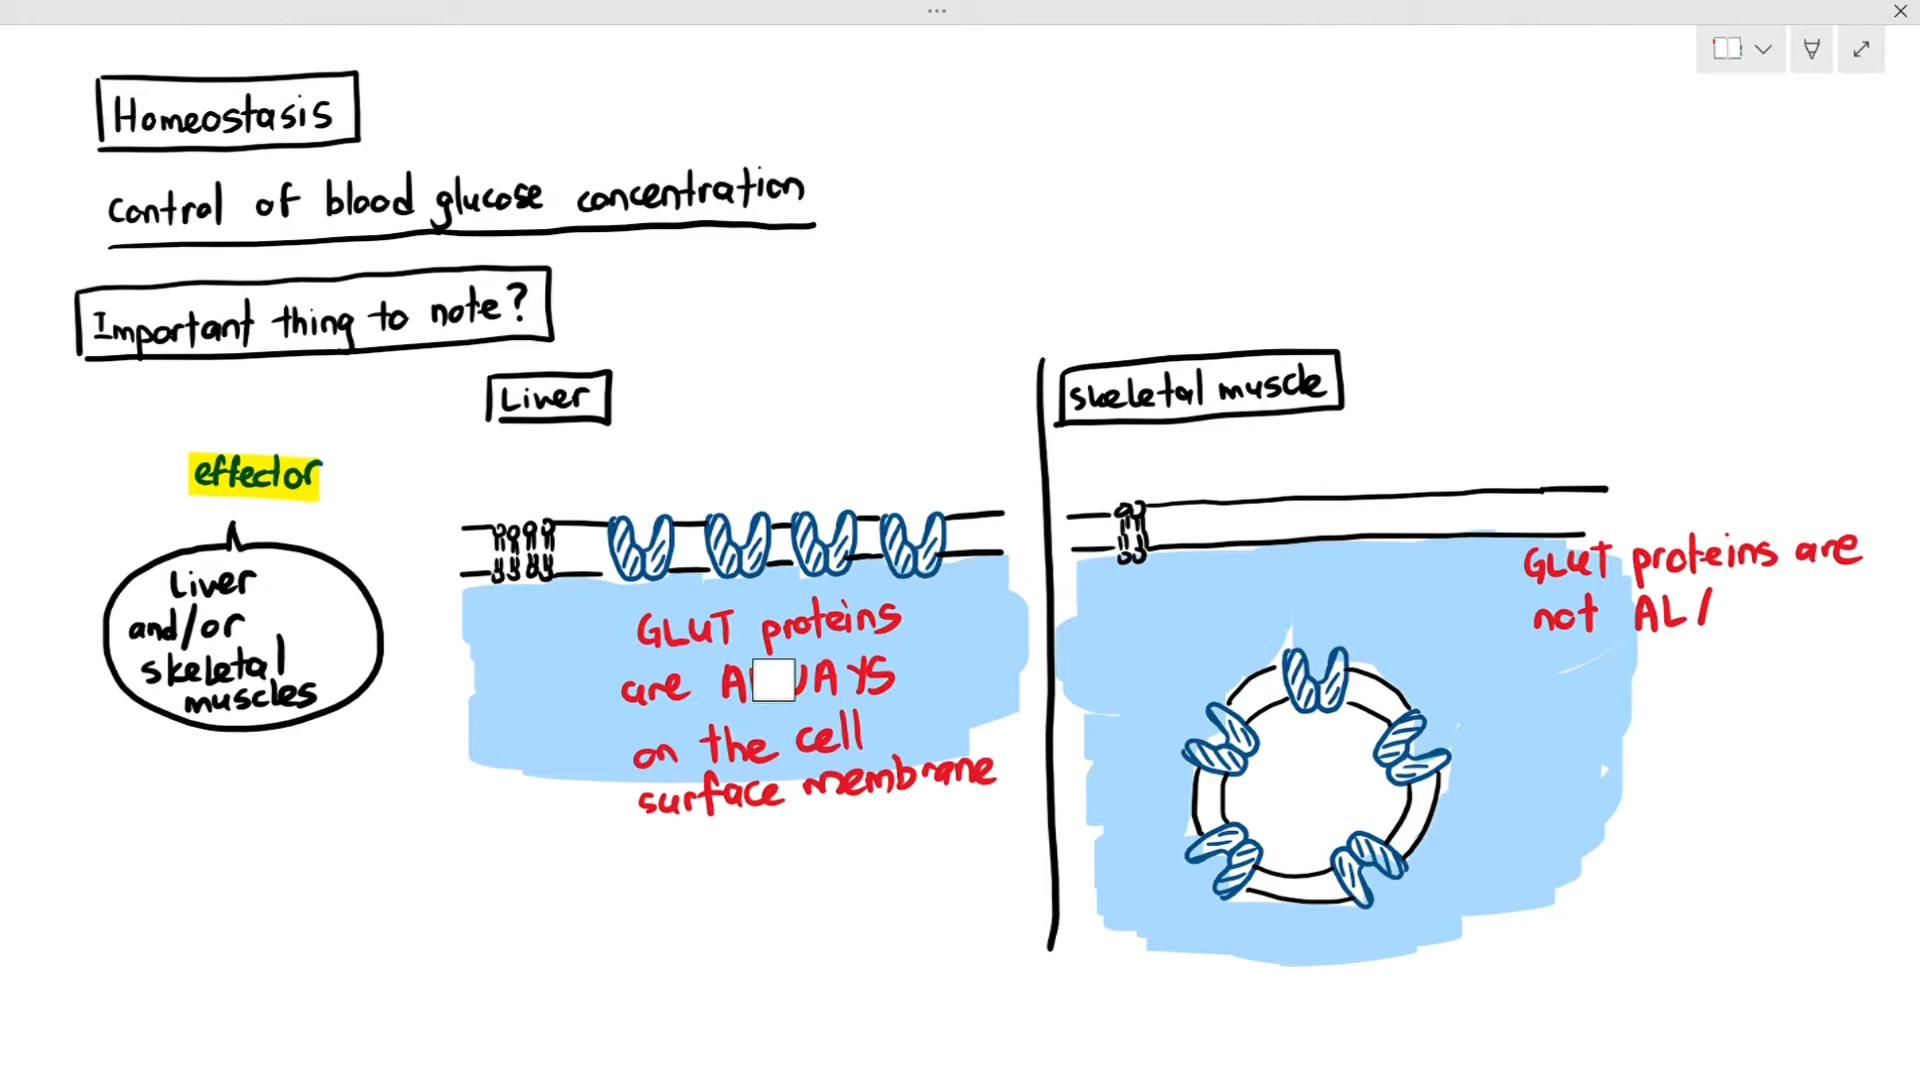 Homeostasis
control of blood glucose concentration
Important thing to note?
Liver
skeletal muscle
effector
Liver
and/or
skeletal
muscles
GLUT proteins
are
on the cell
surface membrane
GLUT proteins are
not AL